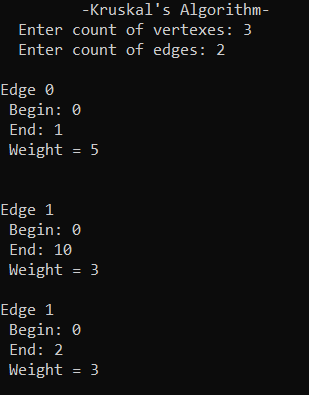 -Kruskal's Algorithm-
Enter count of vertexes: 3
Enter count of edges: 2
Edge 0
Begin: 0
End: 1
Weight = 5
Edge 1
Begin: 0
End: 10
Weight = 3
Edge 1
Begin: 0
End: 2
Weight = 3